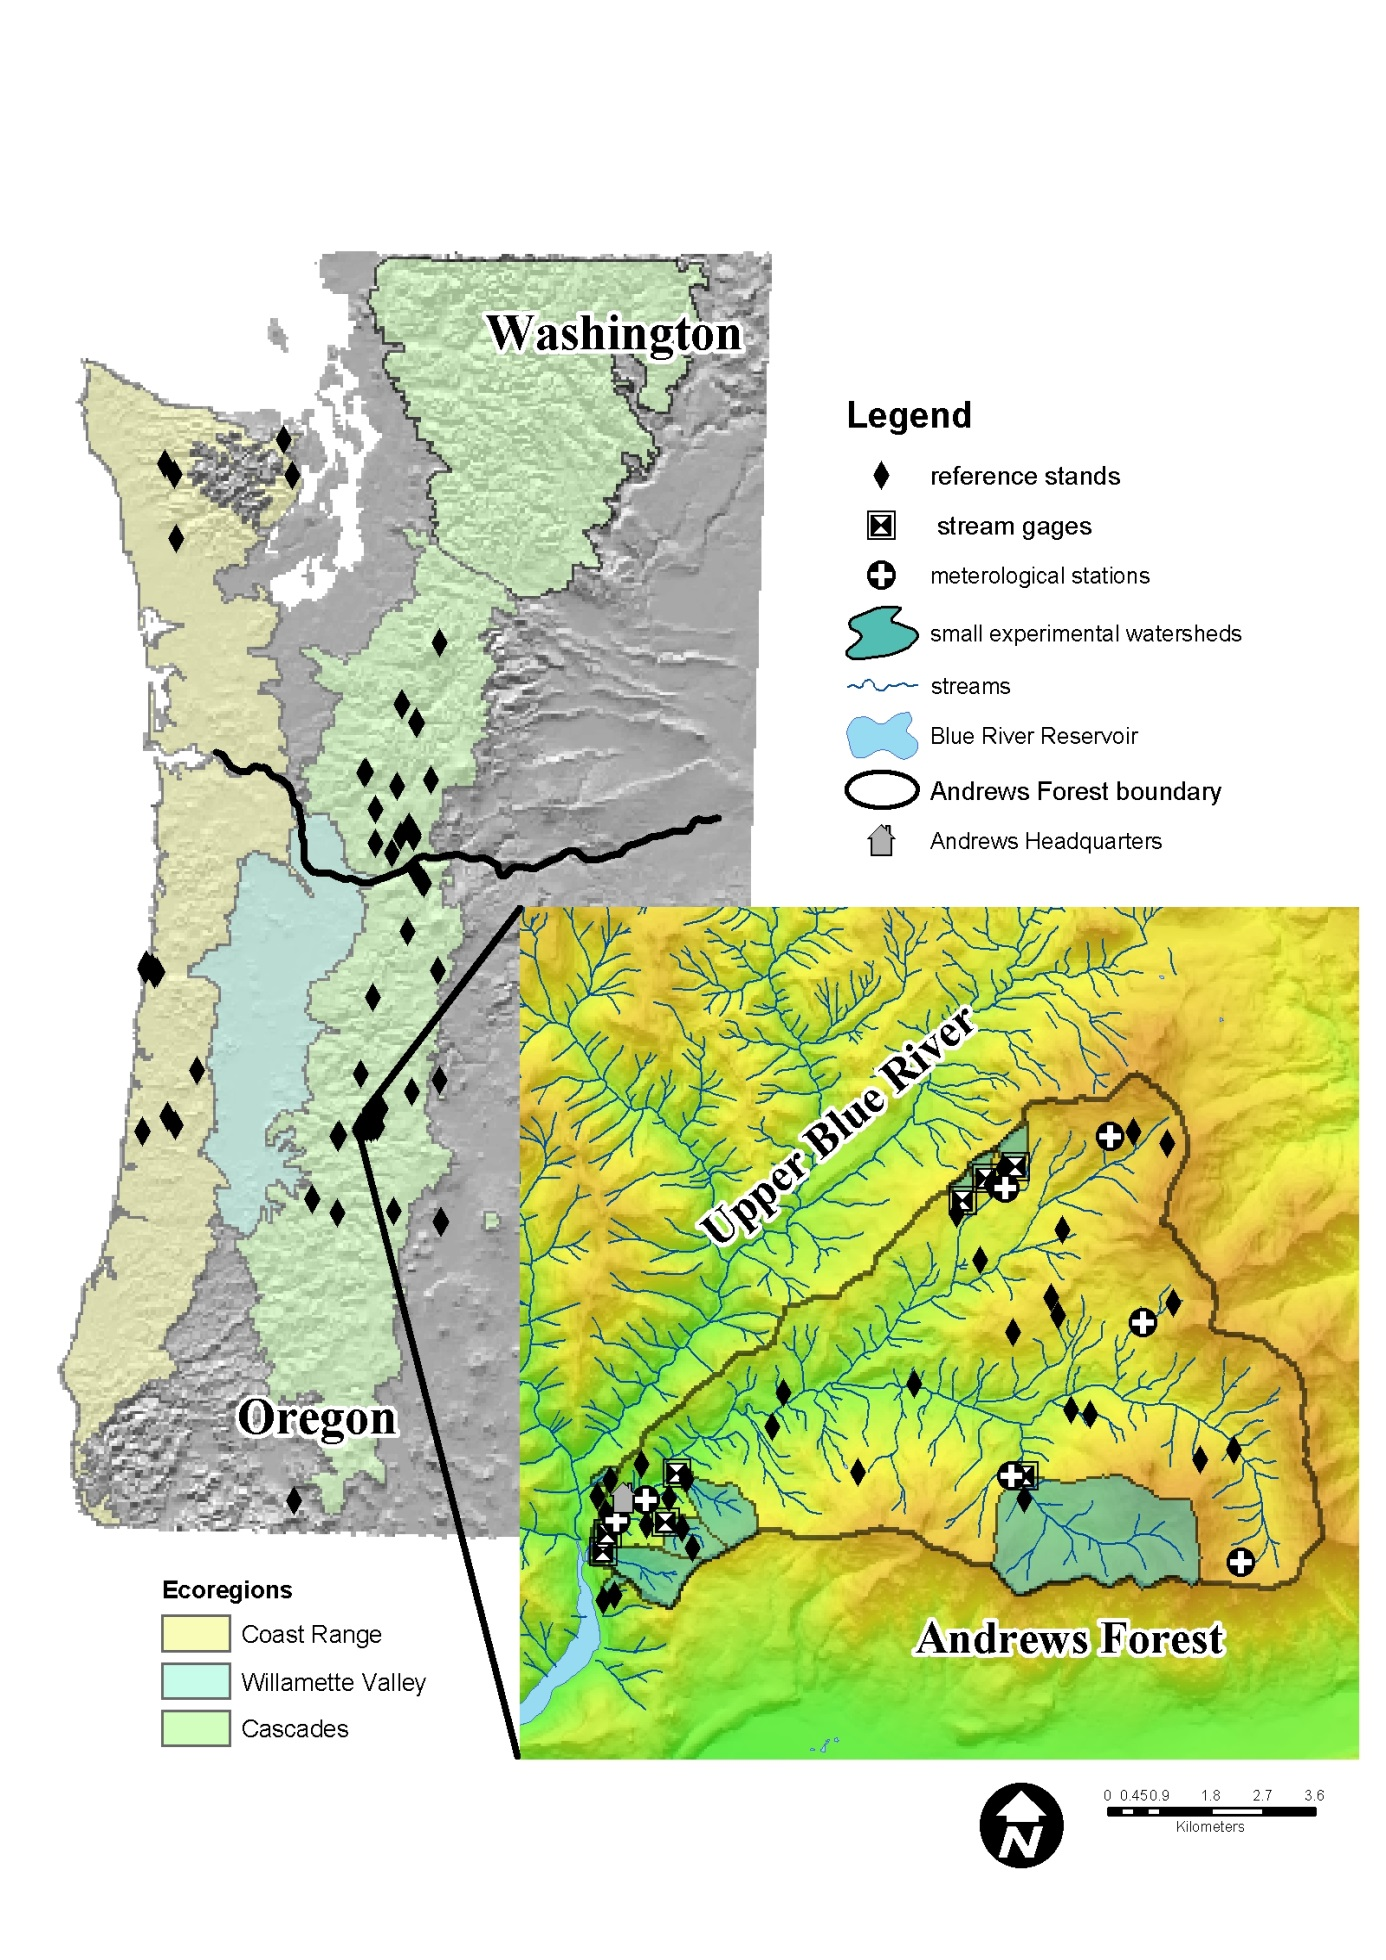 Washington
Legend
reference stands
stream gages
meterological stations
small experimental watersheds
streams
Blue River Reservoir
Andrews Forest boundary
Andrews Headquarters
Upper Blue River
Oregon
Andrews Forest
Ecoregions
Coast Range
Willamette Valley
Cascades
N
0 0.450.9 1.8 2.7 3.6
Kilometers